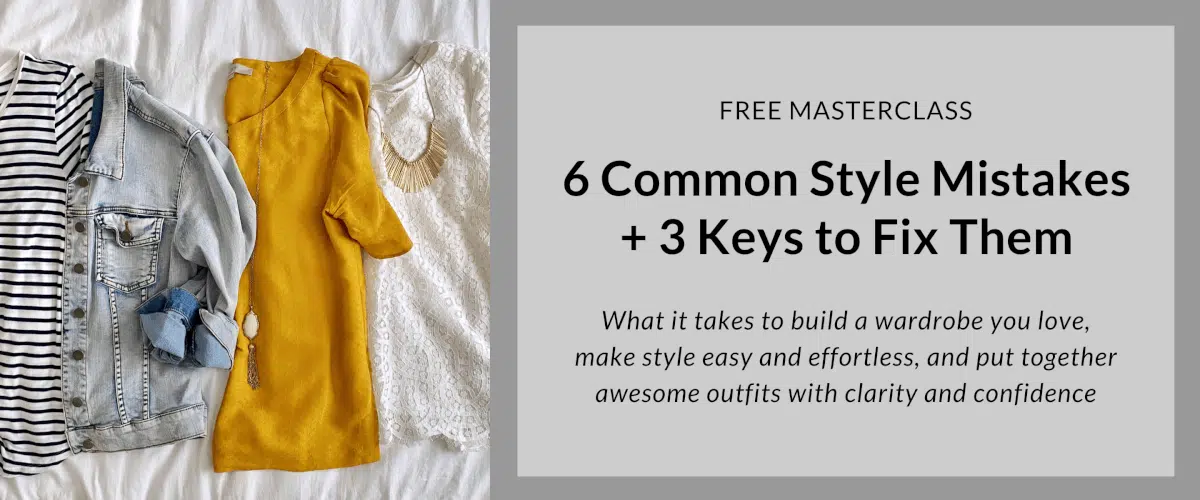 FREE MASTERCLASS
6 Common Style Mistakes
+ 3 Keys to Fix Them
What it takes to build a wardrobe you love,
make style easy and effortless, and put together
awesome outfits with clarity and confidence